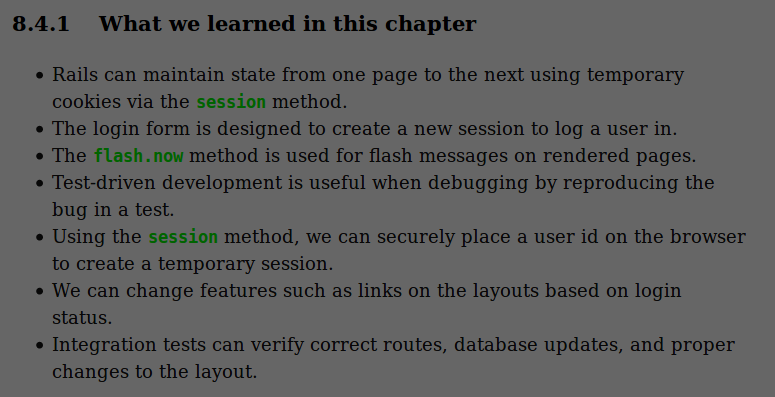 8.4.1 What we learned in this chapter
• Rails can maintain state from one page to the next using temporary
cookies via the session method.
• The login form is designed to create a new session to log a user in.
• The flash.now method is used for flash messages on rendered pages.
• Test-driven development is useful when debugging by reproducing the
bug in a test.
• Using the session method, we can securely place a user id on the browser
to create a temporary session.
• We can change features such as links on the layouts based on login
status.
• Integration tests can verify correct routes, database updates, and proper
changes to the layout.